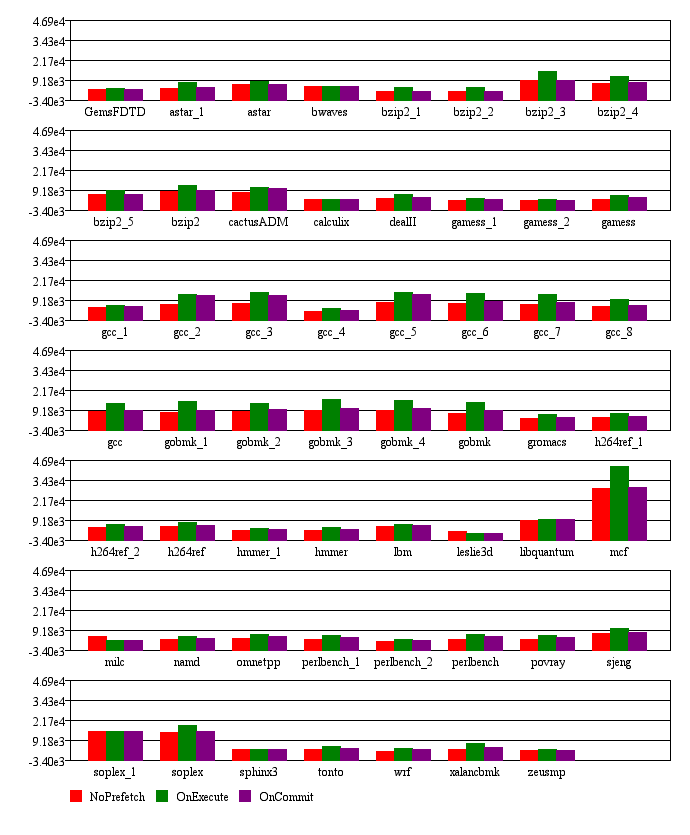 4.69e4
3.43e4
2.17e4
9.18e3
-3.40e3
GemsFDTD astar_1 astar bwaves bzip2_1 bzip2_2 bzip2_3 bzip2_4
4.69e4
3.43e4
2.17e4
9.18e3
-3.40e3
bzip2_5 bzip2 cactusADM calculix dealII gamess_1 gamess_2 gamess
4.69e4
3.43e4
2.17e4
9.18e3
-3.40e3
gcc_1 gcc_2 gcc_3 gcc_4 gcc_5 gcc_6 gcc_7 gcc_8
4.69e4
3.43e4
2.17e4
9.18e3
-3.40e3
gcc gobmk_1 gobmk_2 gobmk_3 gobmk_4 gobmk gromacs h264ref_1
4.69e4
3.43e4
2.17e4
9.18e3
-3.40e3
h264ref_2 h264ref hmmer_1 hmmer lbm leslie3d libquantum mcf
4.69e4
3.43e4
2.17e4
9.18e3
-3.40e3
milc namd omnetpp perlbench_1 perlbench_2 perlbench povray sjeng
4.69e4
3.43e4
2.17e4
9.18e3
-3.40e3
soplex_1 soplex sphinx3 tonto wrf xalancbmk zeusmp
NoPrefetch OnExecute OnCommit